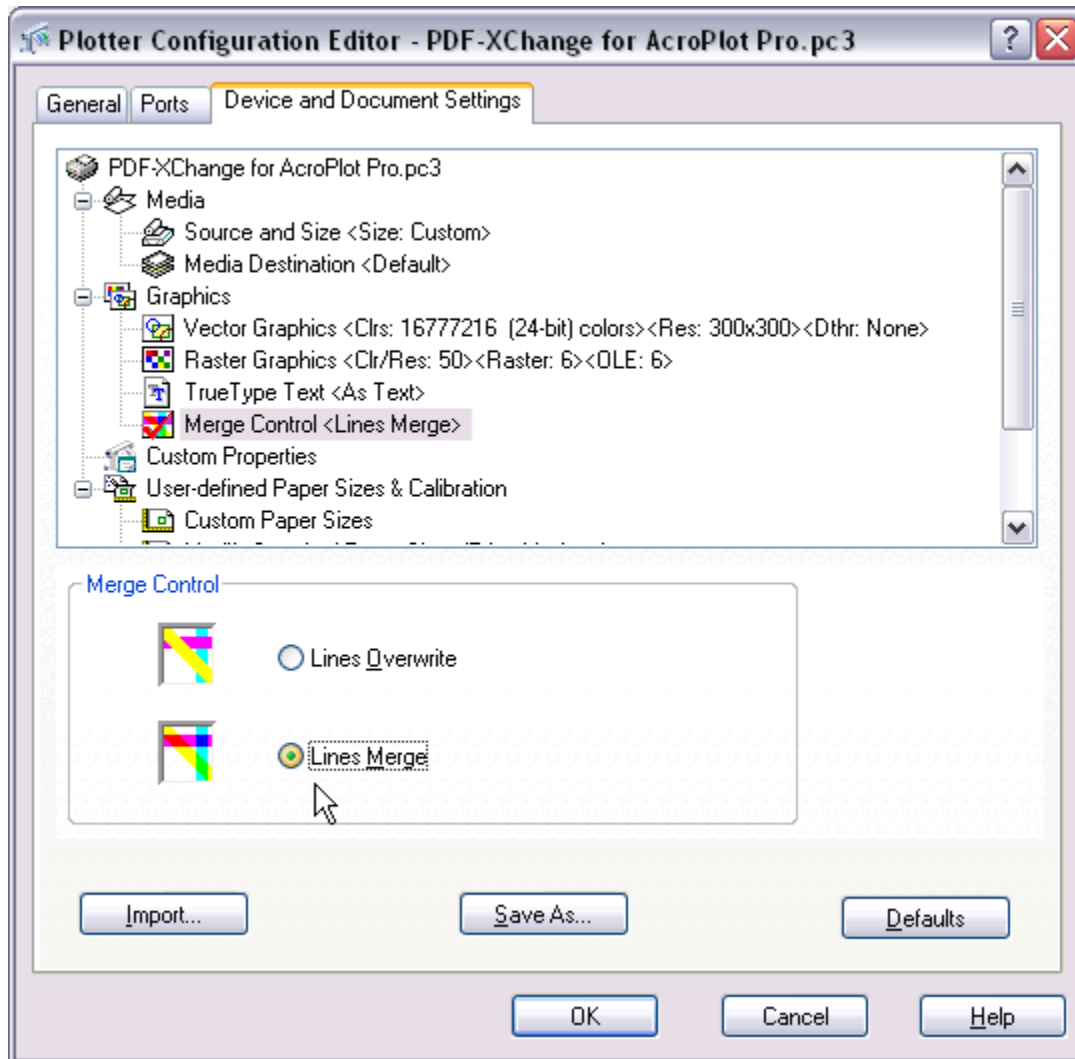 Plotter Configuration Editor - PDF-XChange for AcroPlot Pro.pc3
General Ports Device and Document Settings
PDF-XChange for AcroPlot Pro.pc3
Media
Source and Size <Size: Custom>
Media Destination <Default>
Graphics
Vector Graphics <Clrs: 16777216 (24-bit) colors><Res: 300x300><Dthr: None>
Raster Graphics <Clr/Res: 50><Raster: 6><OLE: 6>
TrueType Text <As Text>
Merge Control <Lines Merge>
Custom Properties
User-defined Paper Sizes & Calibration
Custom Paper Sizes
Merge Control
Lines Overwrite
Lines Merge
Import... Save As... Defaults
OK Cancel Help